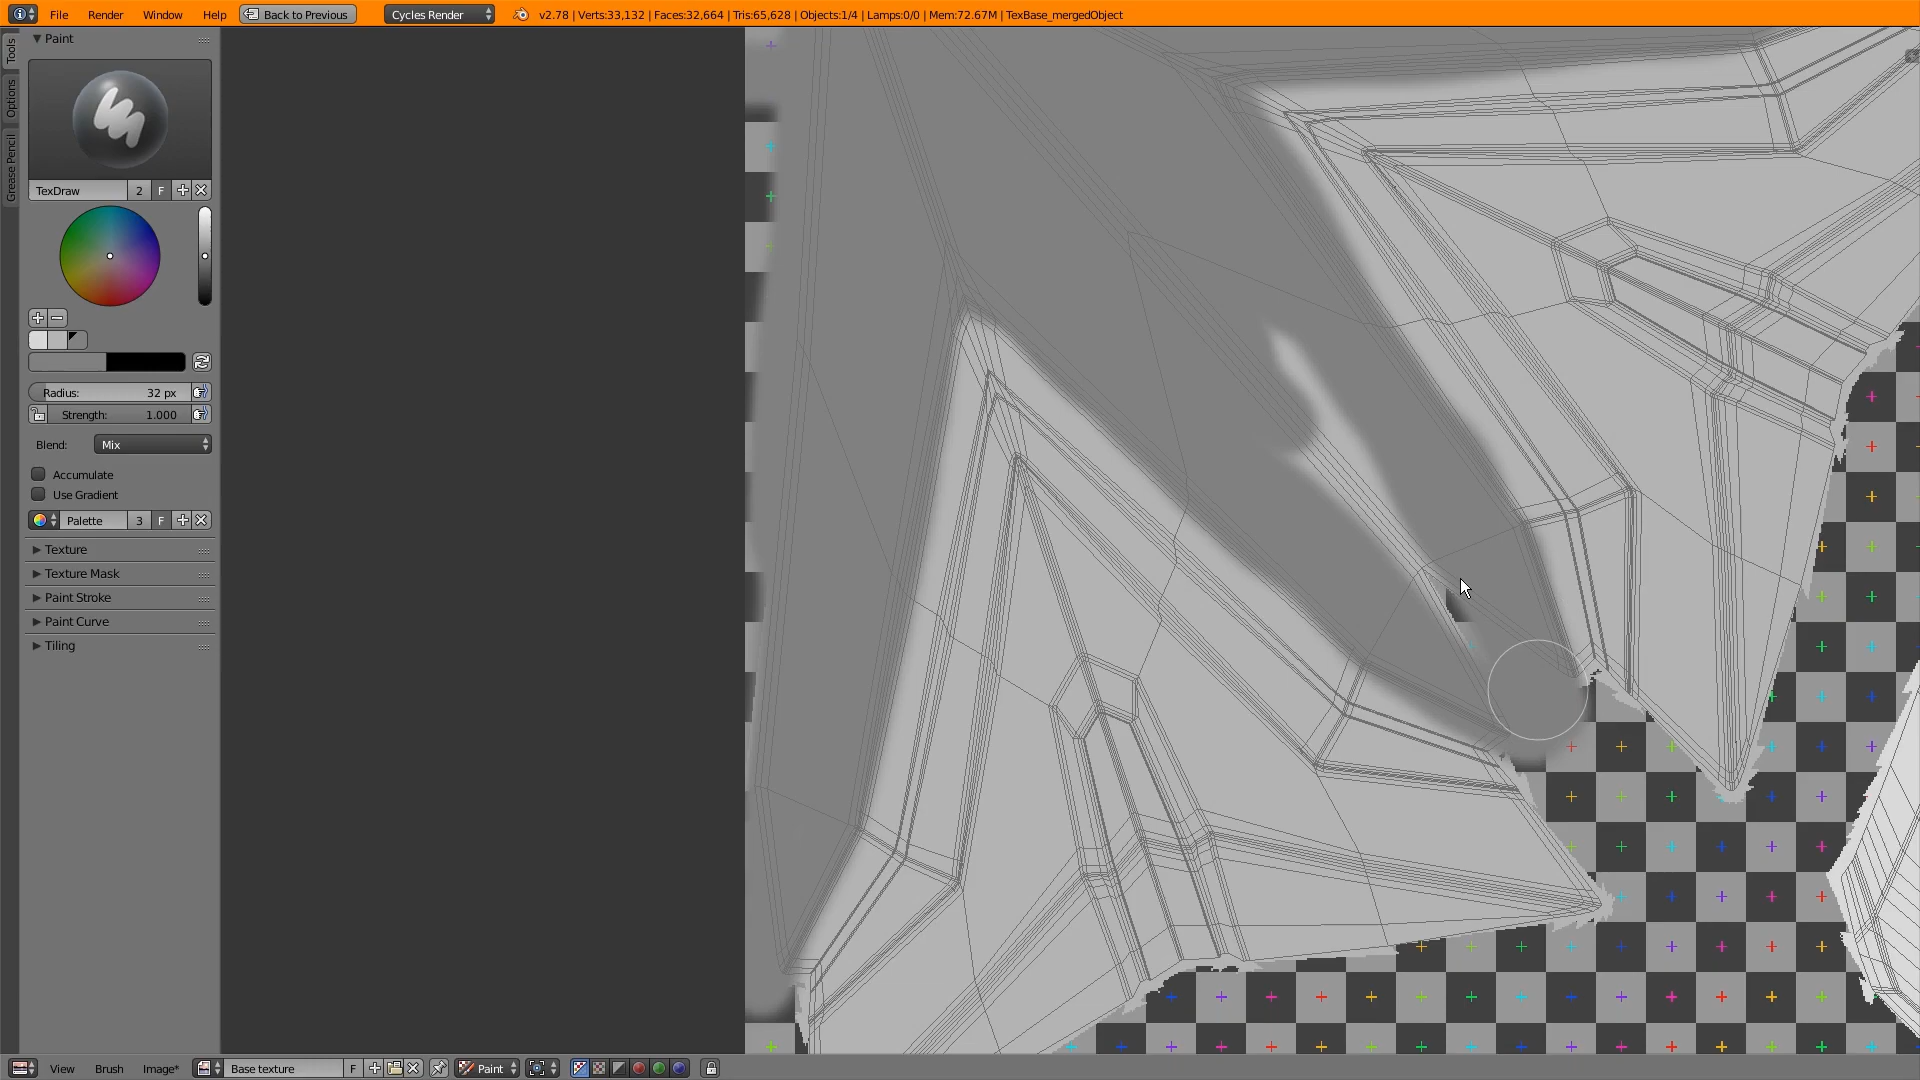 File Render Window Help Back to Previous Cycles Render v2.78 | Verts:33,132 | Faces:32,664 | Tris:65,628 | Objects:1/4 | Lamps:0/0 | Mem:72.67M | TexBase_mergedObject
Tools
Options
Grease Pencil
Paint
TexDraw 2 F
Radius: 32 px
Strength: 1.000
Blend: Mix
Accumulate
Use Gradient
Palette 3 F
Texture
Texture Mask
Paint Stroke
Paint Curve
Tiling
View Brush Image* Base texture F Paint